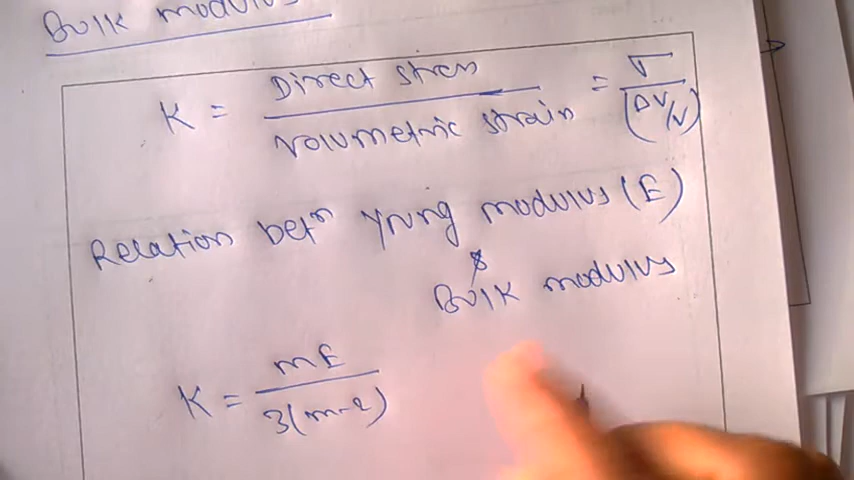 Bulk modulus
K = Direct stress / Volumetric strain = σ / (ΔV/V)
Relation betn Young modulus (E)
&
Bulk modulus
K = mE / 3(m-2)